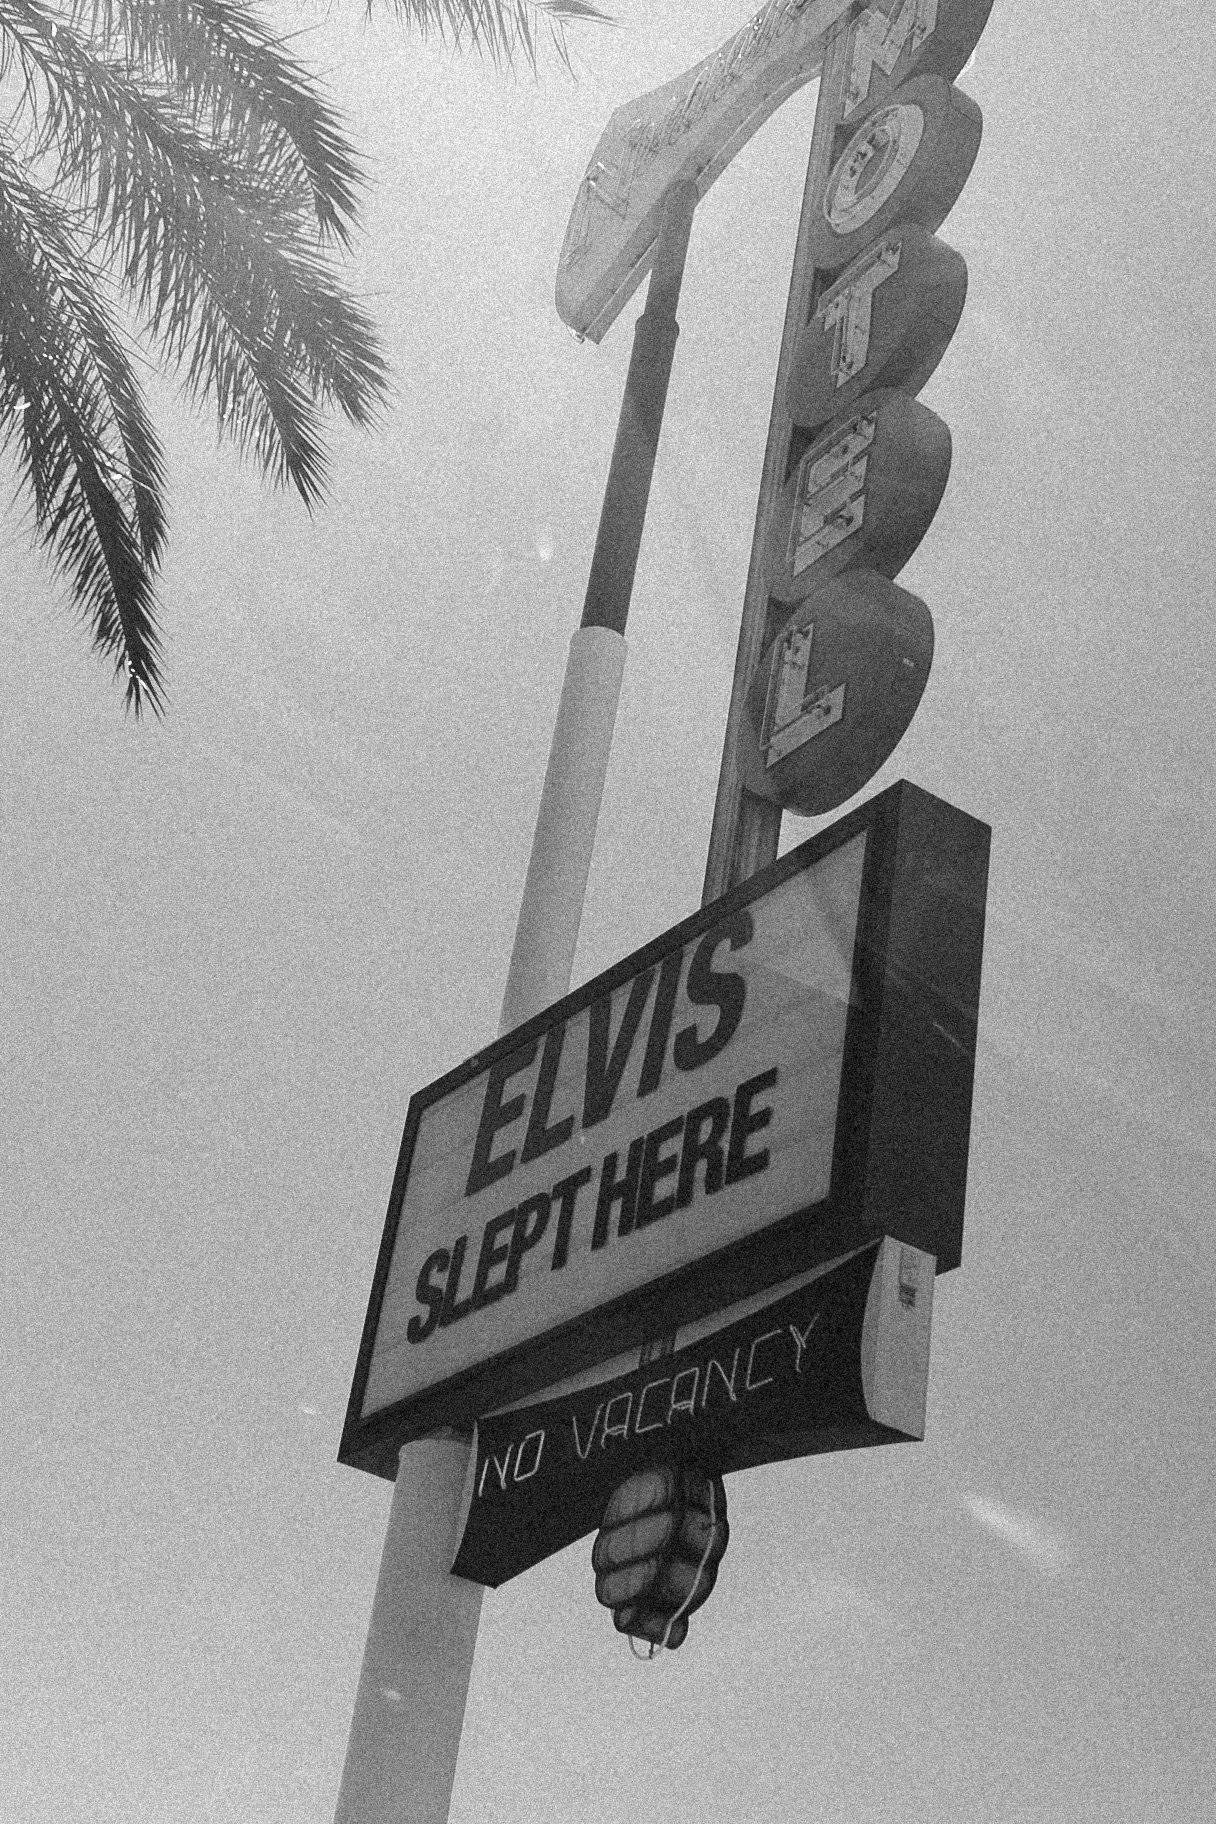 MOTEL
ELVIS
SLEPT HERE
NO VACANCY